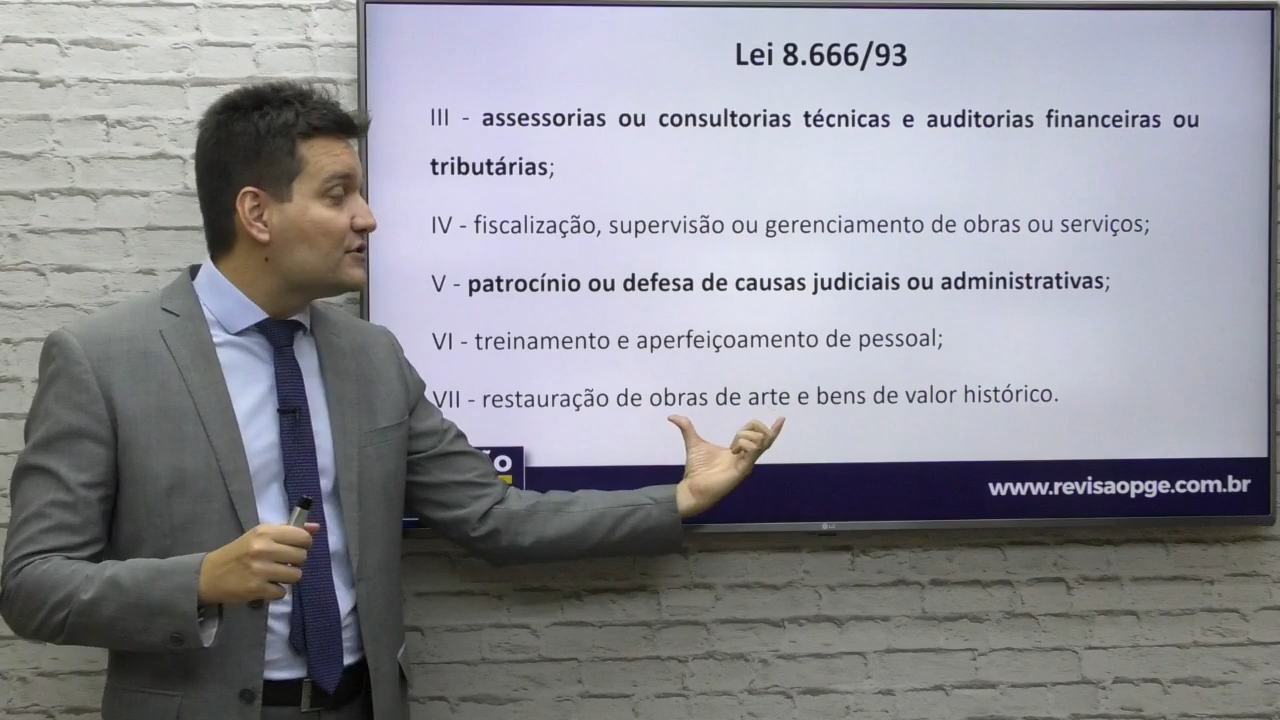 Lei 8.666/93
III - assessorias ou consultorias técnicas e auditorias financeiras ou
tributárias;
IV - fiscalização, supervisão ou gerenciamento de obras ou serviços;
V - patrocínio ou defesa de causas judiciais ou administrativas;
VI - treinamento e aperfeiçoamento de pessoal;
VII - restauração de obras de arte e bens de valor histórico.
ÃO
www.revisaopge.com.br
LG